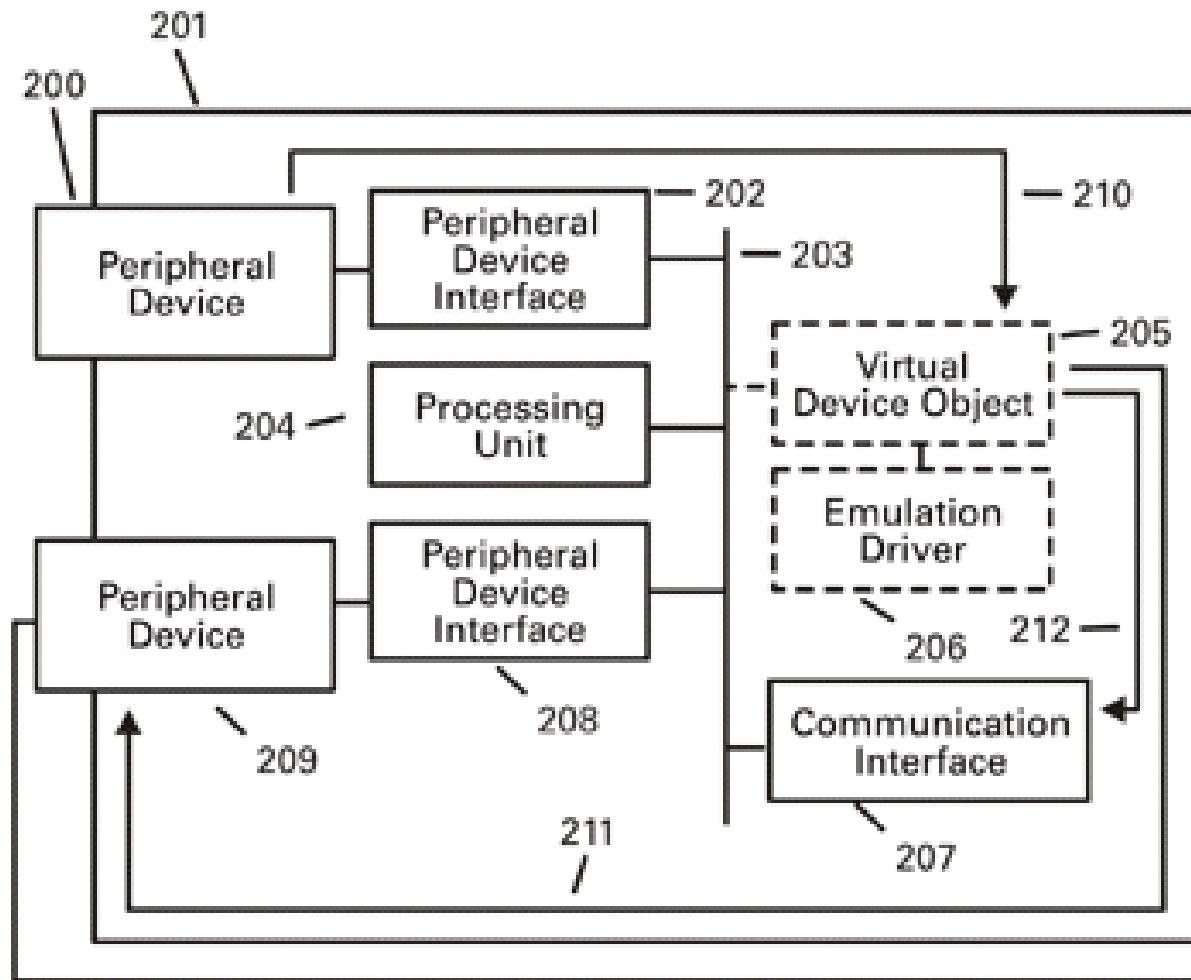 201
200
202
210
Peripheral
Device
Interface
203
Peripheral
Device
205
Virtual
Device Object
Processing
Unit
204
Emulation
Driver
Peripheral
Device
Interface
Peripheral
Device
212
206
208
Communication
Interface
209
211
207